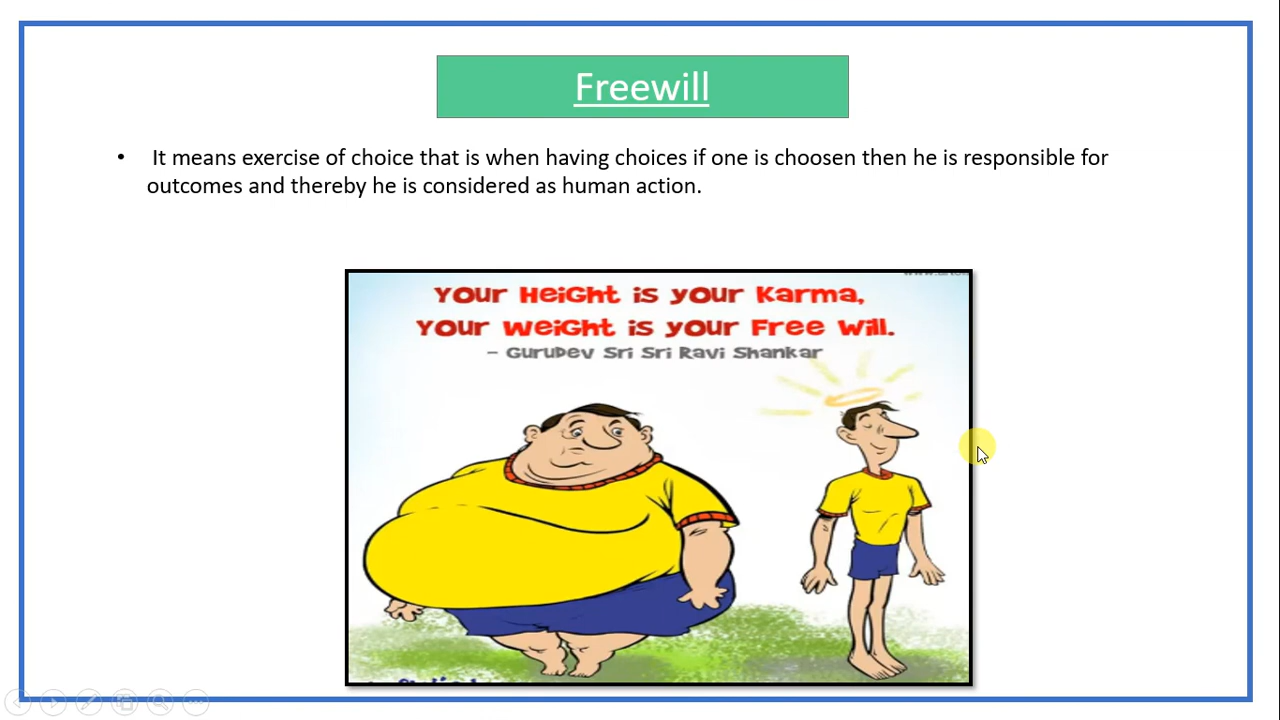 Freewill
• It means exercise of choice that is when having choices if one is choosen then he is responsible for
outcomes and thereby he is considered as human action.
Your Height is your Karma,
Your weight is your Free Will.
- GuruDev Sri Sri Ravi Shankar